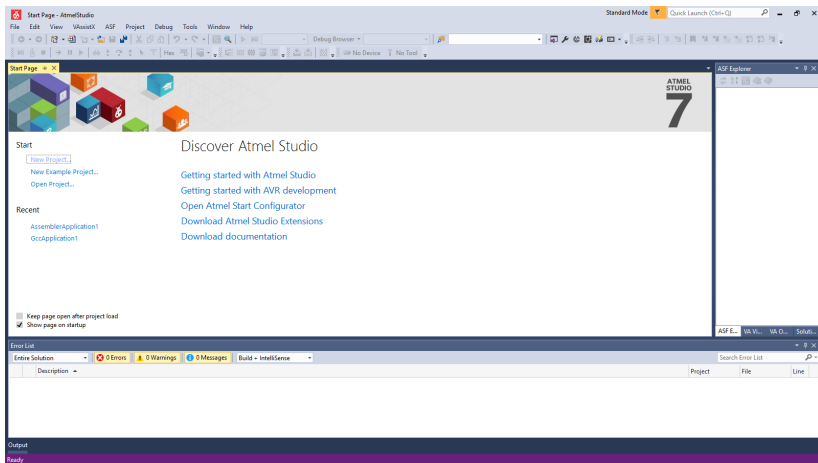 Start Page - AtmelStudio
Standard Mode
Quick Launch (Ctrl+Q)
File Edit View VAssistX ASF Project Debug Tools Window Help
Debug Browser
Hex
No Device
No Tool
Start Page
ASF Explorer
ATMEL
STUDIO
7
Start
New Project...
New Example Project...
Open Project...
Recent
AssemblerApplication1
GccApplication1
Discover Atmel Studio
Getting started with Atmel Studio
Getting started with AVR development
Open Atmel Start Configurator
Download Atmel Studio Extensions
Download documentation
Keep page open after project load
Show page on startup
ASF E... VA Vi... VA O... Soluti...
Error List
Entire Solution
0 Errors
0 Warnings
0 Messages
Build + IntelliSense
Search Error List
Description
Project
File
Line
Output
Ready